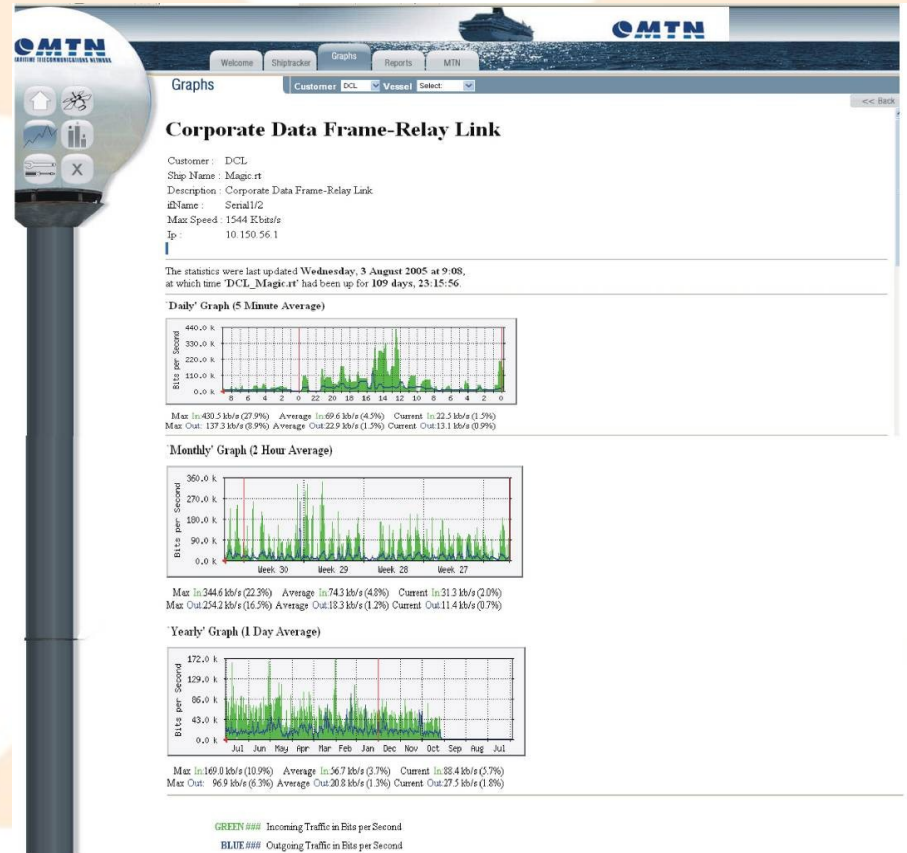 MTN
MTN
MARITIME TELECOMMUNICATIONS NETWORK
Welcome
Shiptracker
Graphs
Reports
MTN
Graphs
Customer DCL Vessel Select:
<< Back
X
Corporate Data Frame-Relay Link
Customer : DCL
Ship Name : Magic.rt
Description : Corporate Data Frame-Relay Link
ifName : Serial1/2
Max Speed : 1544 Kbits/s
Ip : 10.150.56.1
The statistics were last updated Wednesday, 3 August 2005 at 9:08,
at which time 'DCL_Magic.rt' had been up for 109 days, 23:15:56.
`Daily' Graph (5 Minute Average)
Bits per Second
440.0 k
330.0 k
220.0 k
110.0 k
0.0 k
8 6 4 2 0 22 20 18 16 14 12 10 8 6 4 2 0
Max In:430.5 kb/s (27.9%) Average In:69.6 kb/s (4.5%) Current In:22.5 kb/s (1.5%)
Max Out: 137.3 kb/s (8.9%) Average Out:22.9 kb/s (1.5%) Current Out:13.1 kb/s (0.9%)
`Monthly' Graph (2 Hour Average)
Bits per Second
360.0 k
270.0 k
180.0 k
90.0 k
0.0 k
Week 30 Week 29 Week 28 Week 27
Max In:344.6 kb/s (22.3%) Average In:74.3 kb/s (4.8%) Current In:31.3 kb/s (2.0%)
Max Out:254.2 kb/s (16.5%) Average Out:18.3 kb/s (1.2%) Current Out:11.4 kb/s (0.7%)
`Yearly' Graph (1 Day Average)
Bits per Second
172.0 k
129.0 k
86.0 k
43.0 k
0.0 k
Jul Jun May Apr Mar Feb Jan Dec Nov Oct Sep Aug Jul
Max In:169.0 kb/s (10.9%) Average In:56.7 kb/s (3.7%) Current In:88.4 kb/s (5.7%)
Max Out: 96.9 kb/s (6.3%) Average Out:20.8 kb/s (1.3%) Current Out:27.5 kb/s (1.8%)
GREEN ### Incoming Traffic in Bits per Second
BLUE ### Outgoing Traffic in Bits per Second